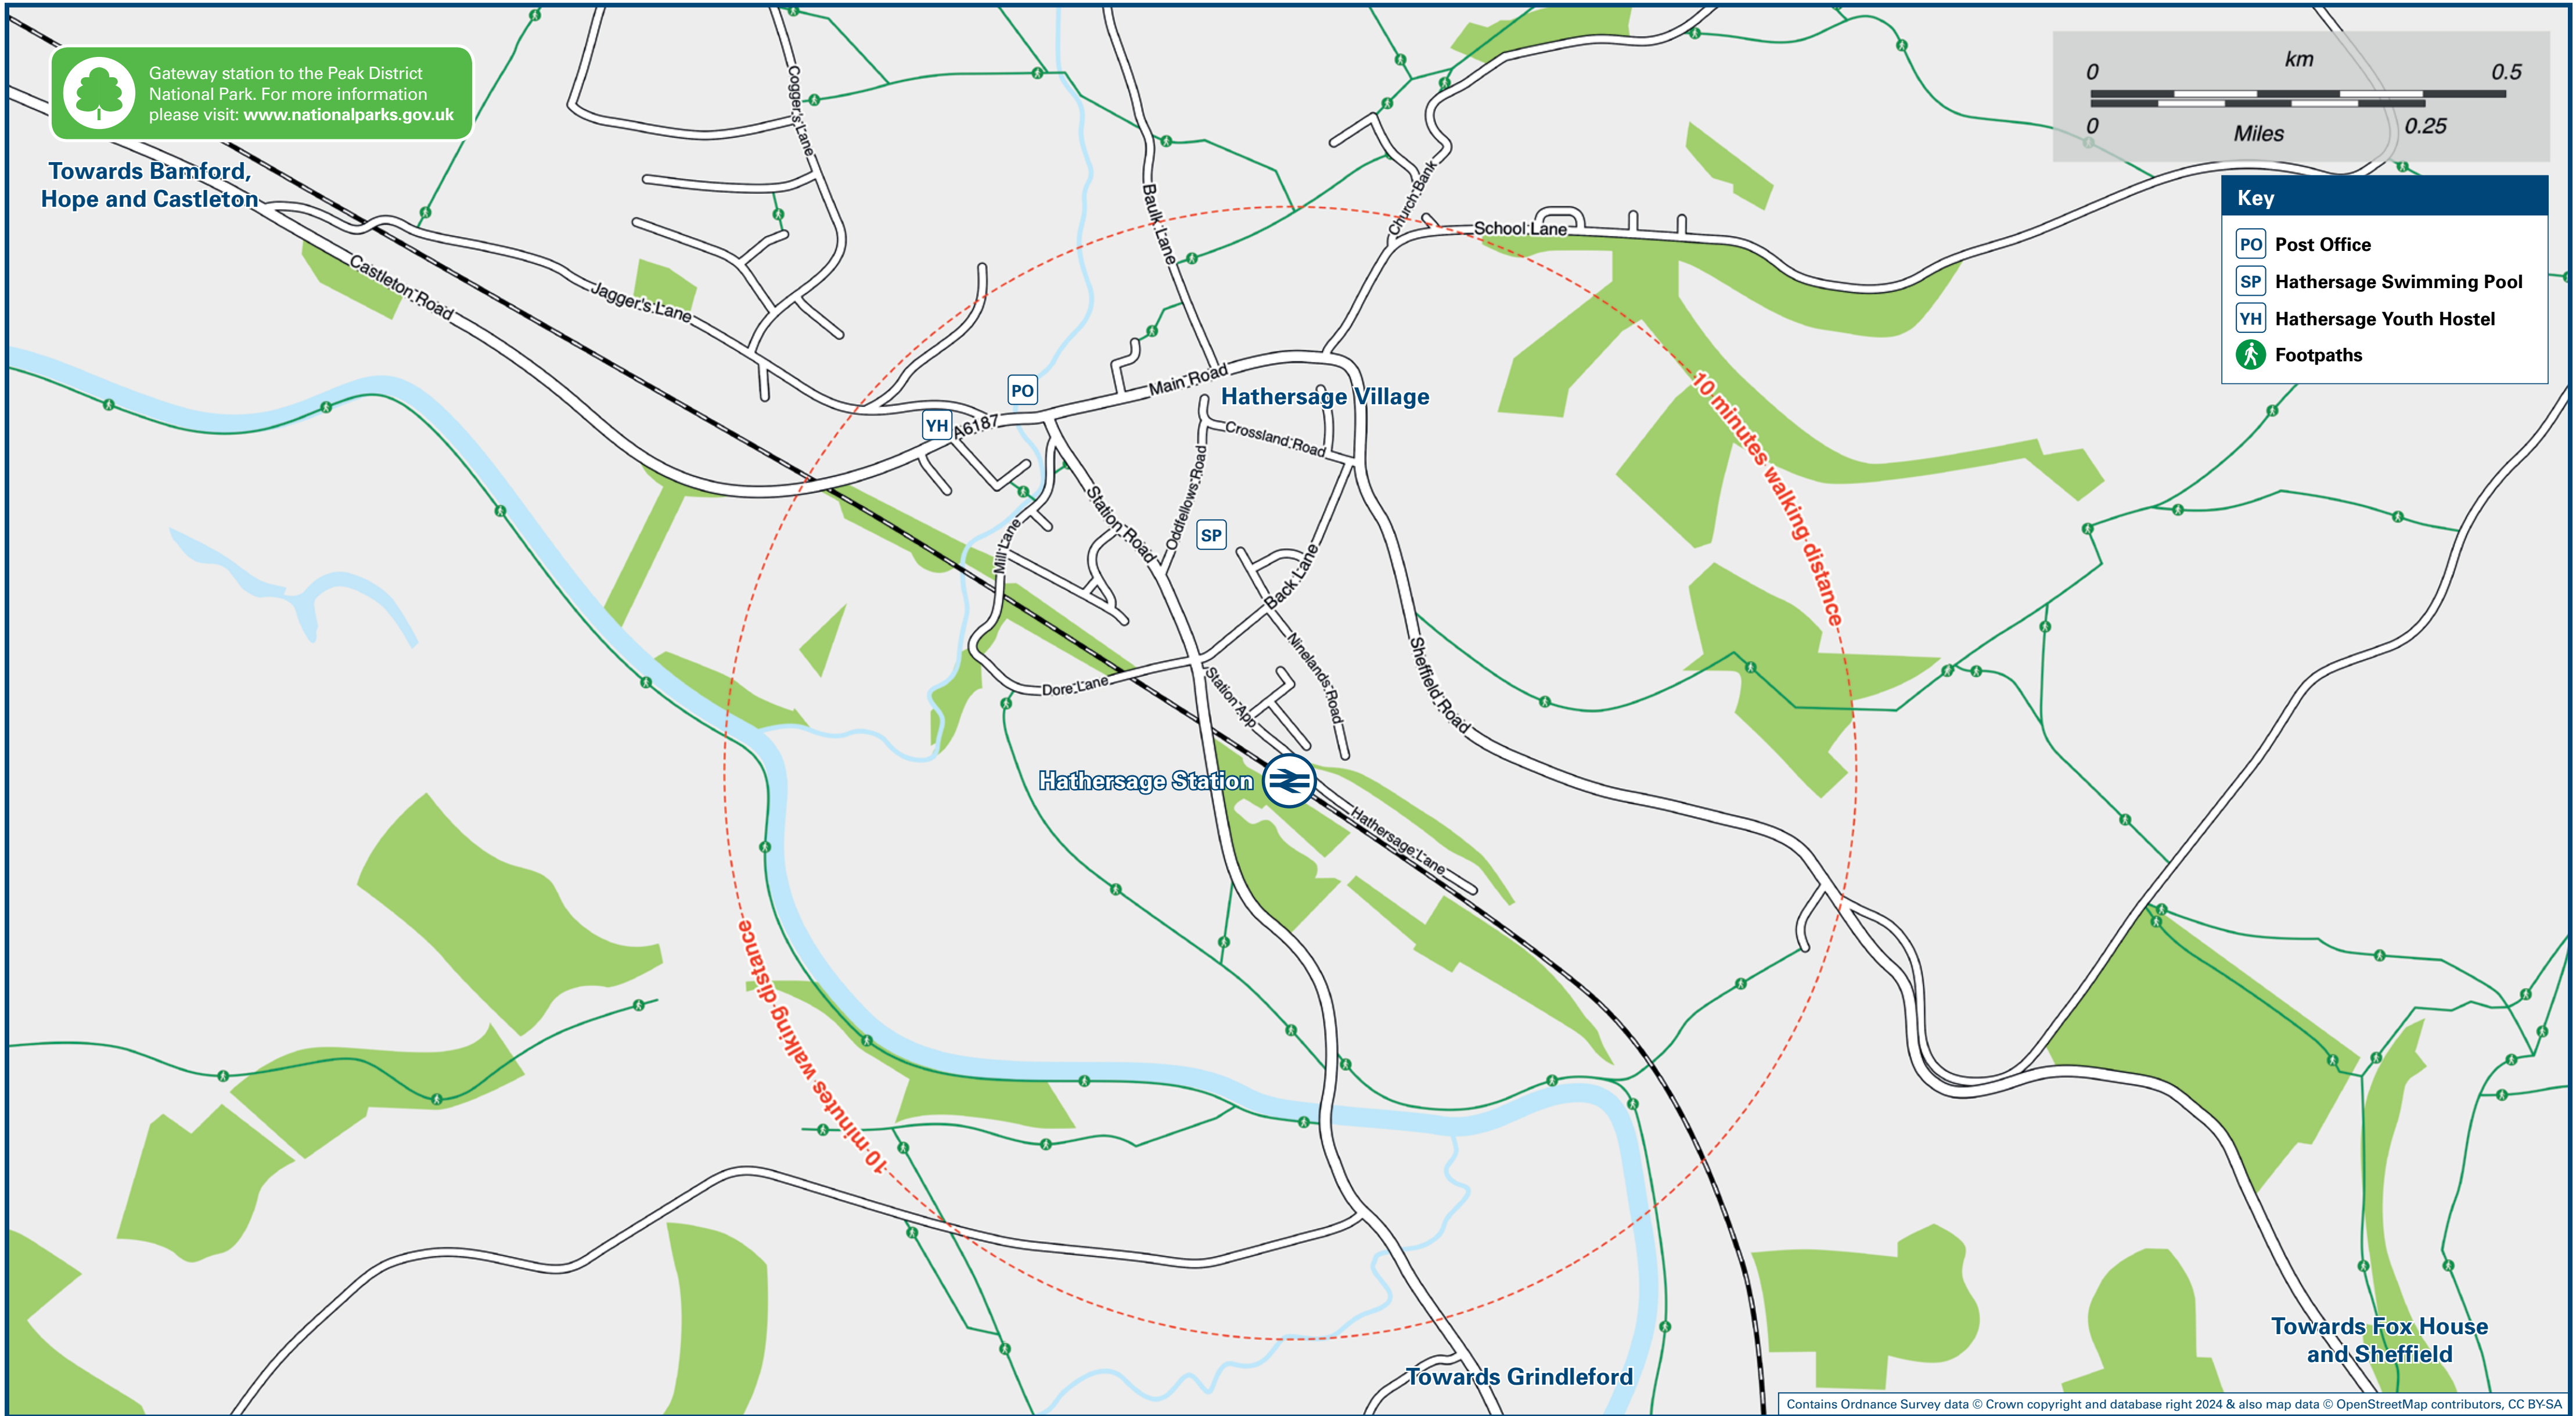 Gateway station to the Peak District
National Park. For more information
please visit: www.nationalparks.gov.uk
Towards Bamford,
Hope and Castleton
km
0
0.5
0
Miles
0.25
Key
PO Post Office
SP Hathersage Swimming Pool
YH Hathersage Youth Hostel
Footpaths
Coggers Lane
Baulk Lane
Church Bank
School Lane
Castleton Road
Jagger's Lane
PO
Main Road
Hathersage Village
YH
A6187
Crossland Road
10 minutes walking distance
Station Road
Oddfellows Road
SP
Mill Lane
Back Lane
Ninelands Road
Dore Lane
Station App
Sheffield Road
Hathersage Station
Hathersage Lane
10 minutes walking distance
Towards Grindleford
Towards Fox House
and Sheffield
Contains Ordnance Survey data © Crown copyright and database right 2024 & also map data © OpenStreetMap contributors, CC BY-SA